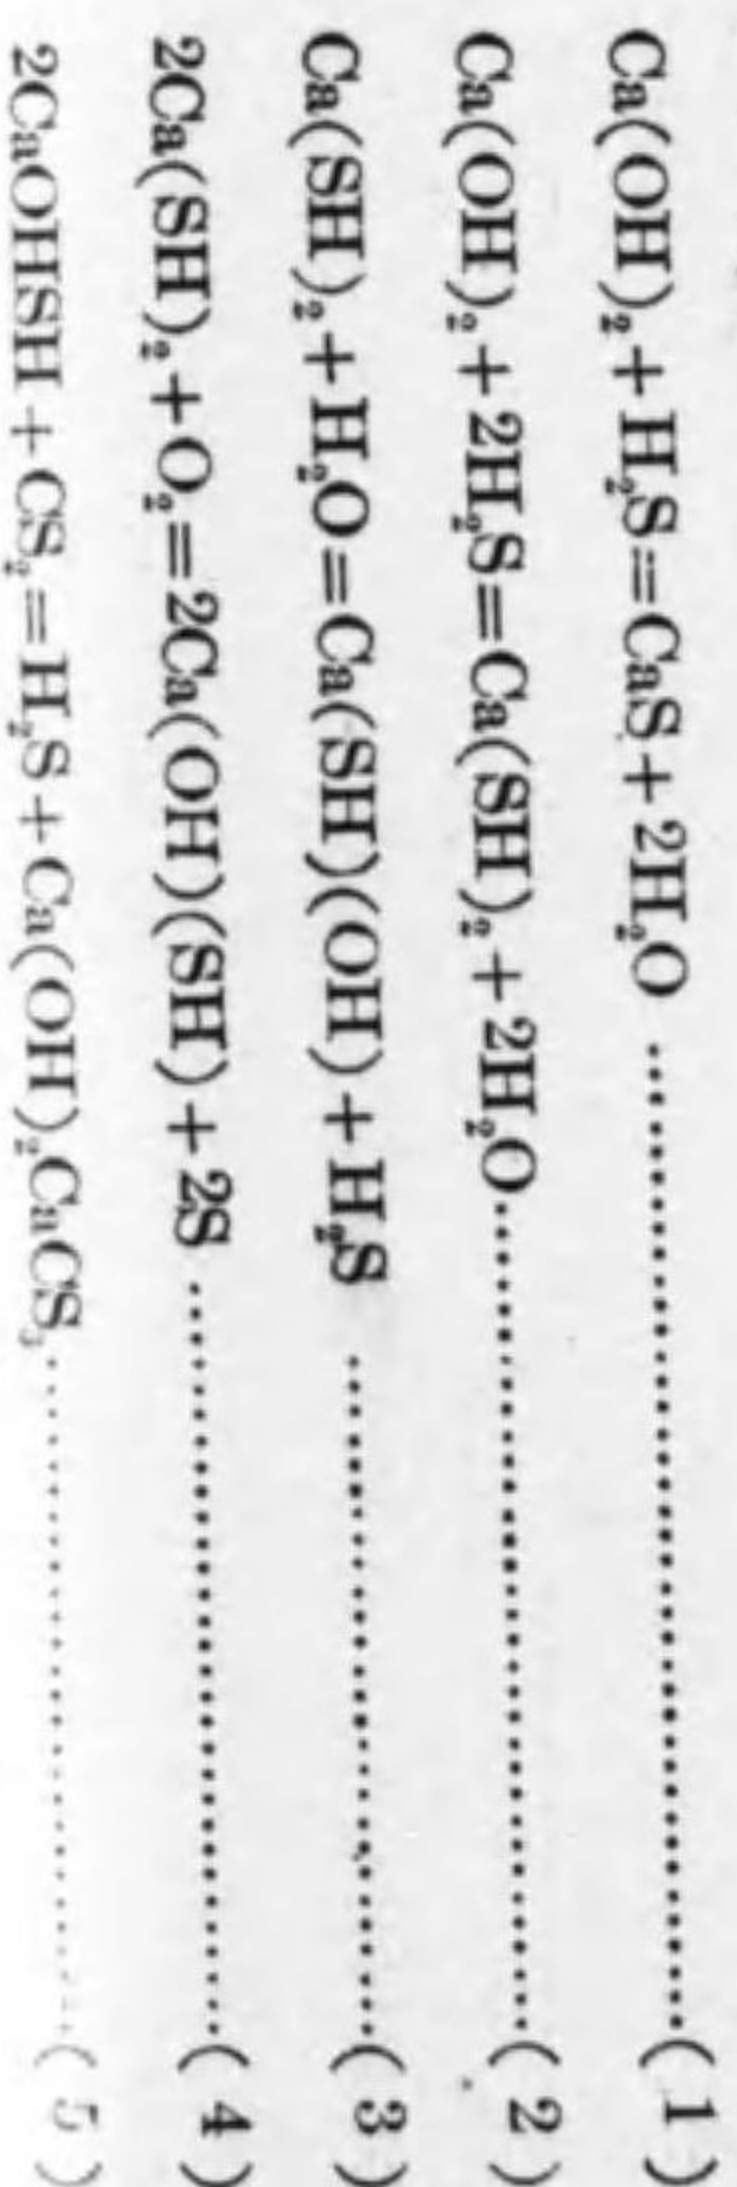 Ca(OH)₂+H₂S=CaS+2H₂O ................................(1)
Ca(OH)₂+2H₂S=Ca(SH)₂+2H₂O................................(2)
Ca(SH)₂+H₂O=Ca(SH)(OH)+H₂S ................................(3)
2Ca(SH)₂+O₂=2Ca(OH)(SH)+2S ................................(4)
2CaOHSH+CS₂=H₂S+Ca(OH)₂CaCS₃................................(5)